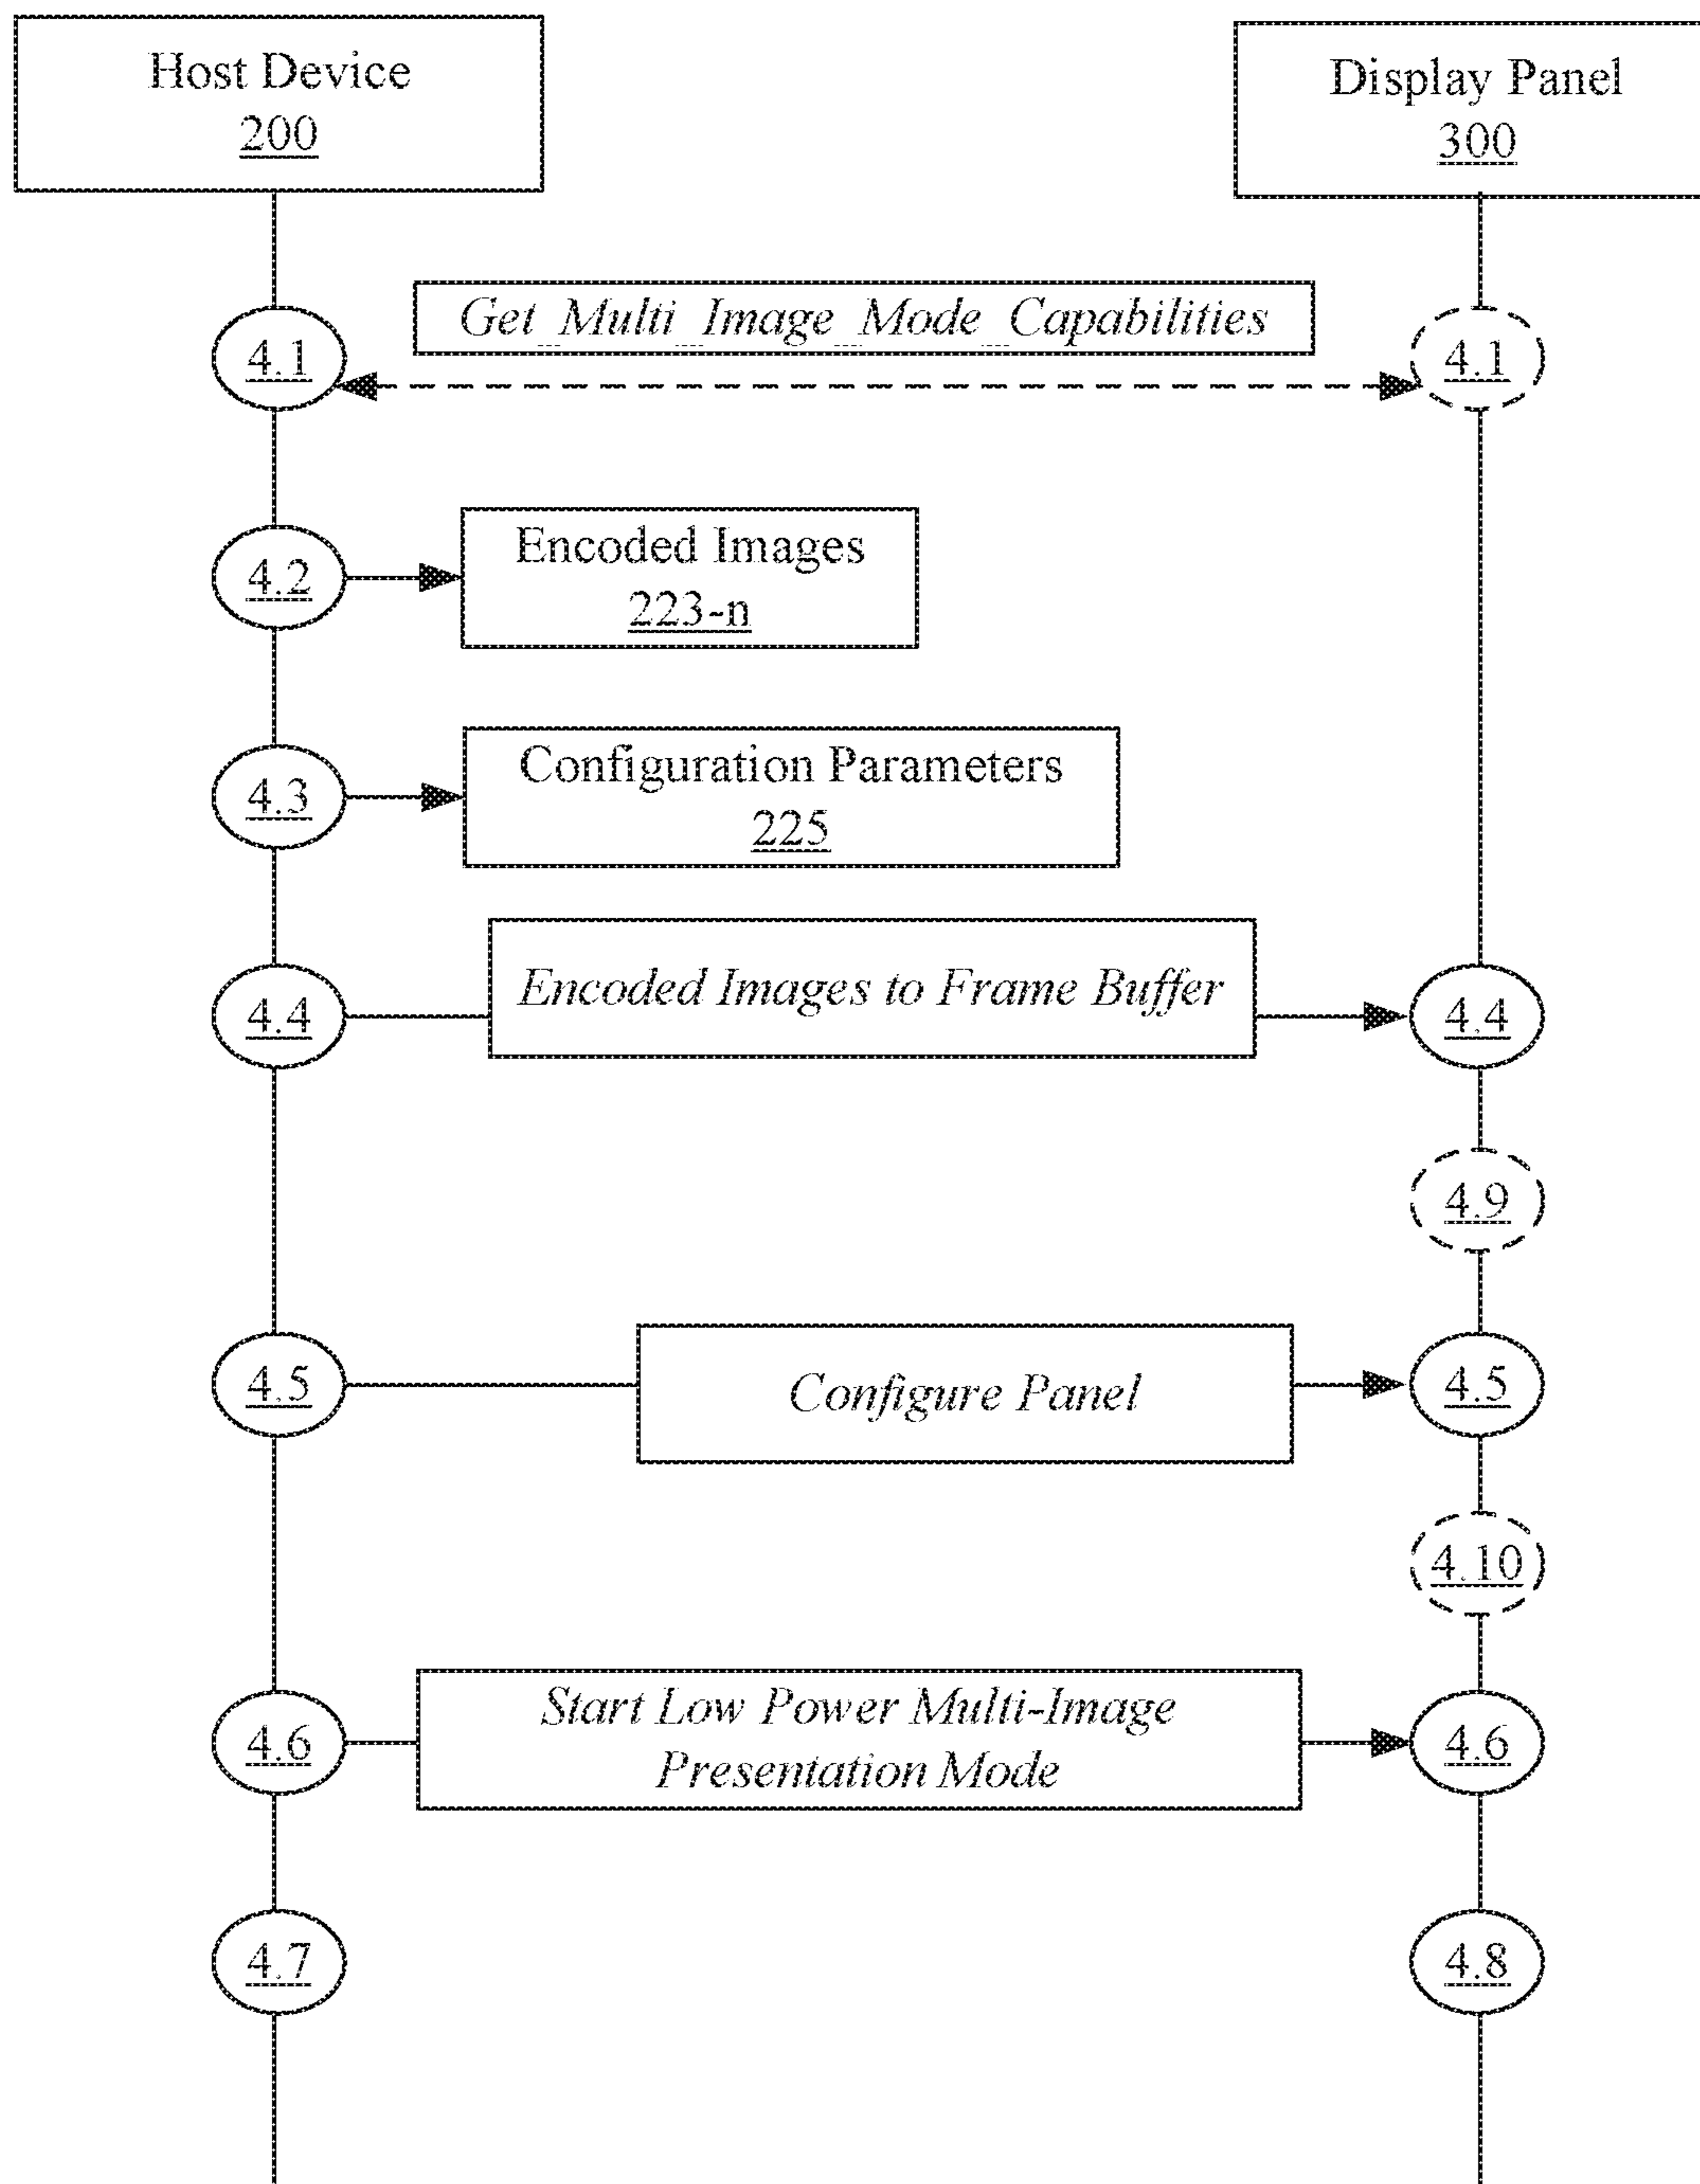 Host Device
200
Display Panel
300
Get_Multi_Image_Mode_Capabilities
4.1
4.1
4.2
Encoded Images
223-n
4.3
Configuration Parameters
225
4.4
Encoded Images to Frame Buffer
4.4
4.9
4.5
Configure Panel
4.5
4.10
4.6
Start Low Power Multi-Image
Presentation Mode
4.6
4.7
4.8